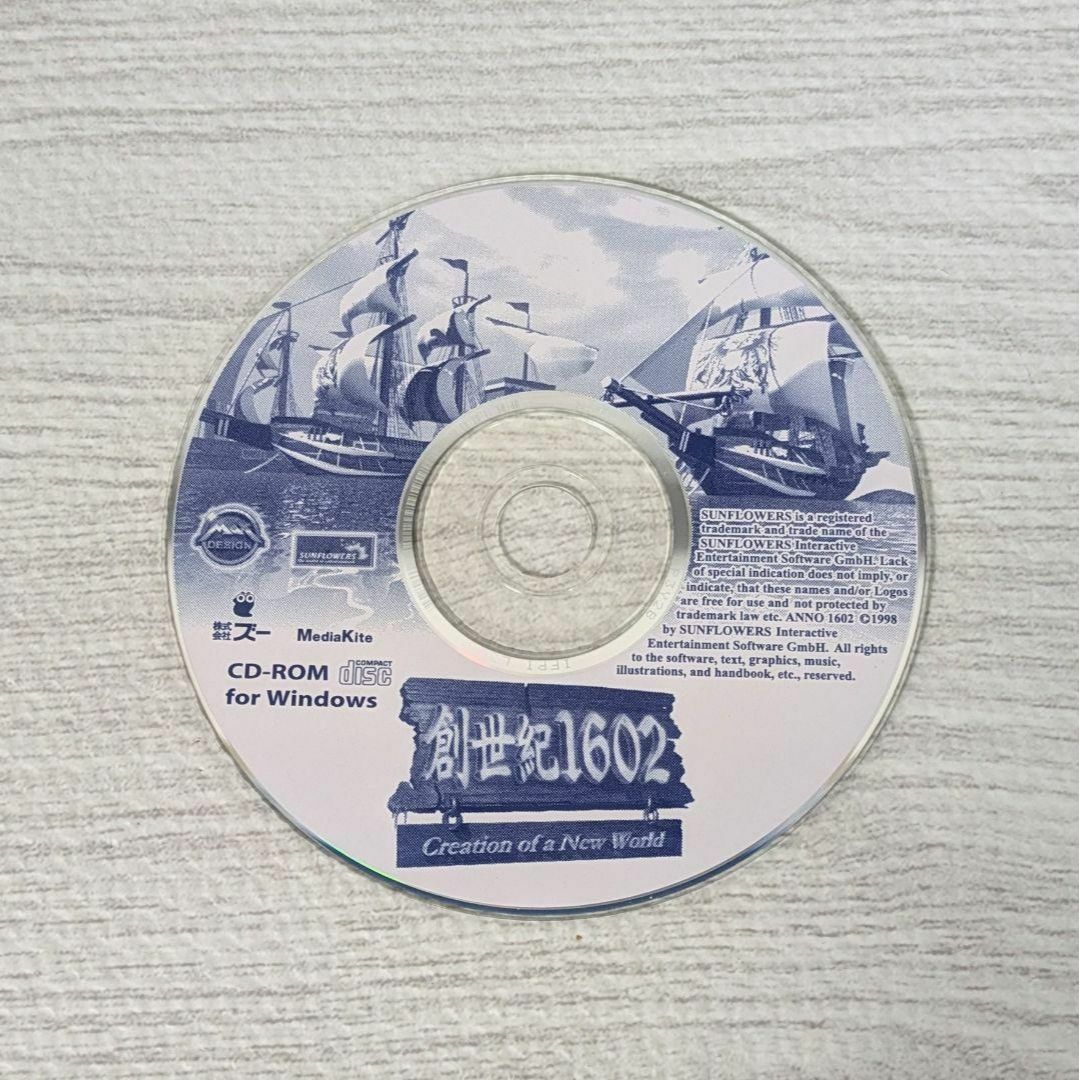 SUNFLOWERS is a registered
trademark and trade name of the
SUNFLOWERS Interactive
Entertainment Software GmbH. Lack
of special indication does not imply, or
indicate, that these names and/or Logos
are free for use and not protected by
trademark law etc. ANNO 1602 ©1998
by SUNFLOWERS Interactive
Entertainment Software GmbH. All rights
to the software, text, graphics, music,
illustrations, and handbook, etc., reserved.
DESIGN
SUNFLOWERS
株式会社 ズー
MediaKite
CD-ROM COMPACT disc
for Windows
創世紀1602
Creation of a New World